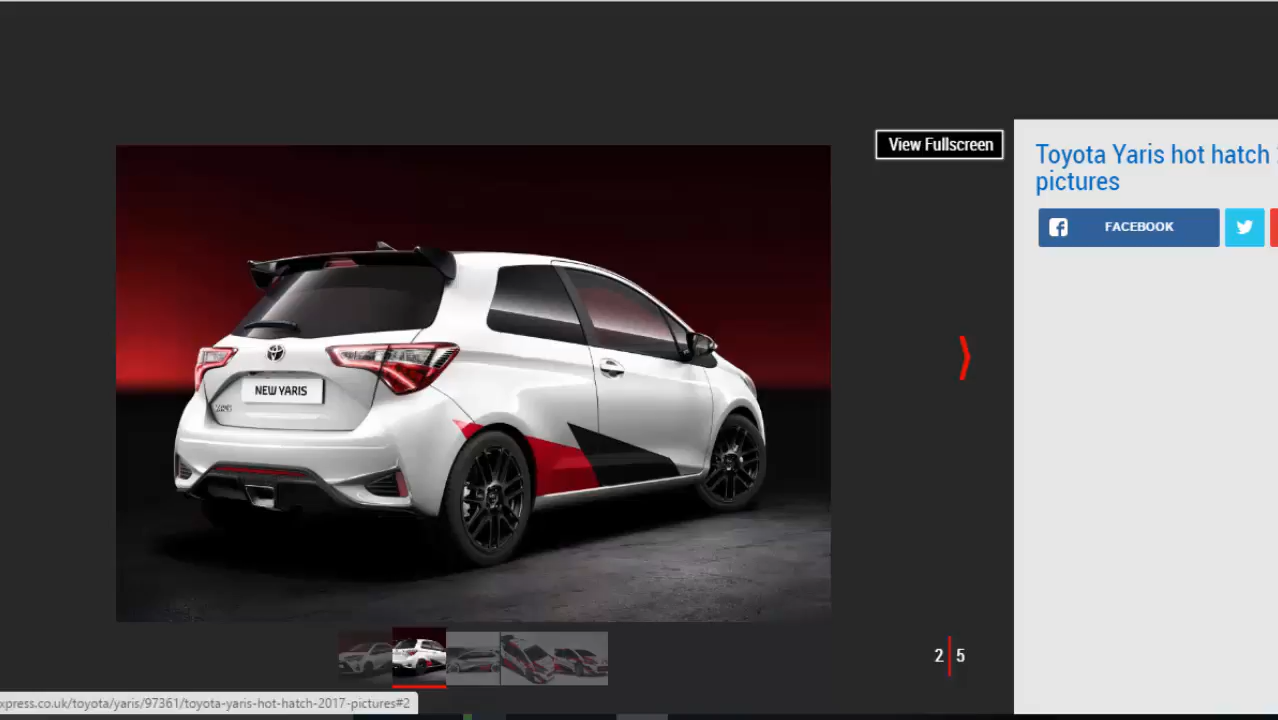 View Fullscreen
Toyota Yaris hot hatch
pictures
FACEBOOK
NEW YARIS
2 5
xpress.co.uk/toyota/yaris/97361/toyota-yaris-hot-hatch-2017-pictures#2